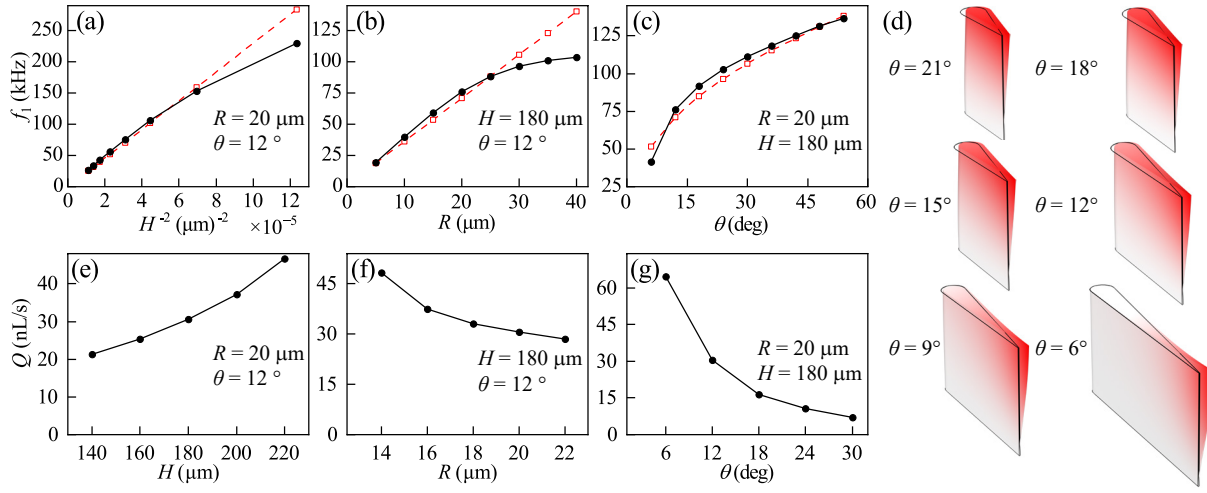 (a)
f₁ (kHz)
250
200
150
100
50
0
R = 20 μm
θ = 12 °
0 2 4 6 8 10 12
H⁻² (μm)⁻² ×10⁻⁵
(b)
125
100
75
50
25
0
H = 180 μm
θ = 12 °
0 10 20 30 40
R (μm)
(c)
125
100
75
50
25
R = 20 μm
H = 180 μm
0 15 30 45 60
θ (deg)
(d)
θ = 21° θ = 18°
θ = 15° θ = 12°
θ = 9° θ = 6°
(e)
Q (nL/s)
40
30
20
10
0
R = 20 μm
θ = 12 °
140 160 180 200 220
H (μm)
(f)
45
30
15
0
H = 180 μm
θ = 12 °
14 16 18 20 22
R (μm)
(g)
60
45
30
15
0
R = 20 μm
H = 180 μm
6 12 18 24 30
θ (deg)